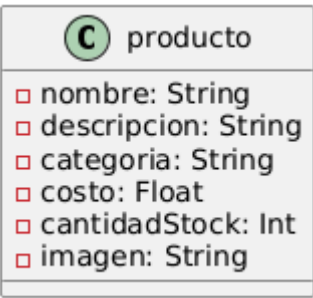 C producto
nombre: String
descripcion: String
categoria: String
costo: Float
cantidadStock: Int
imagen: String